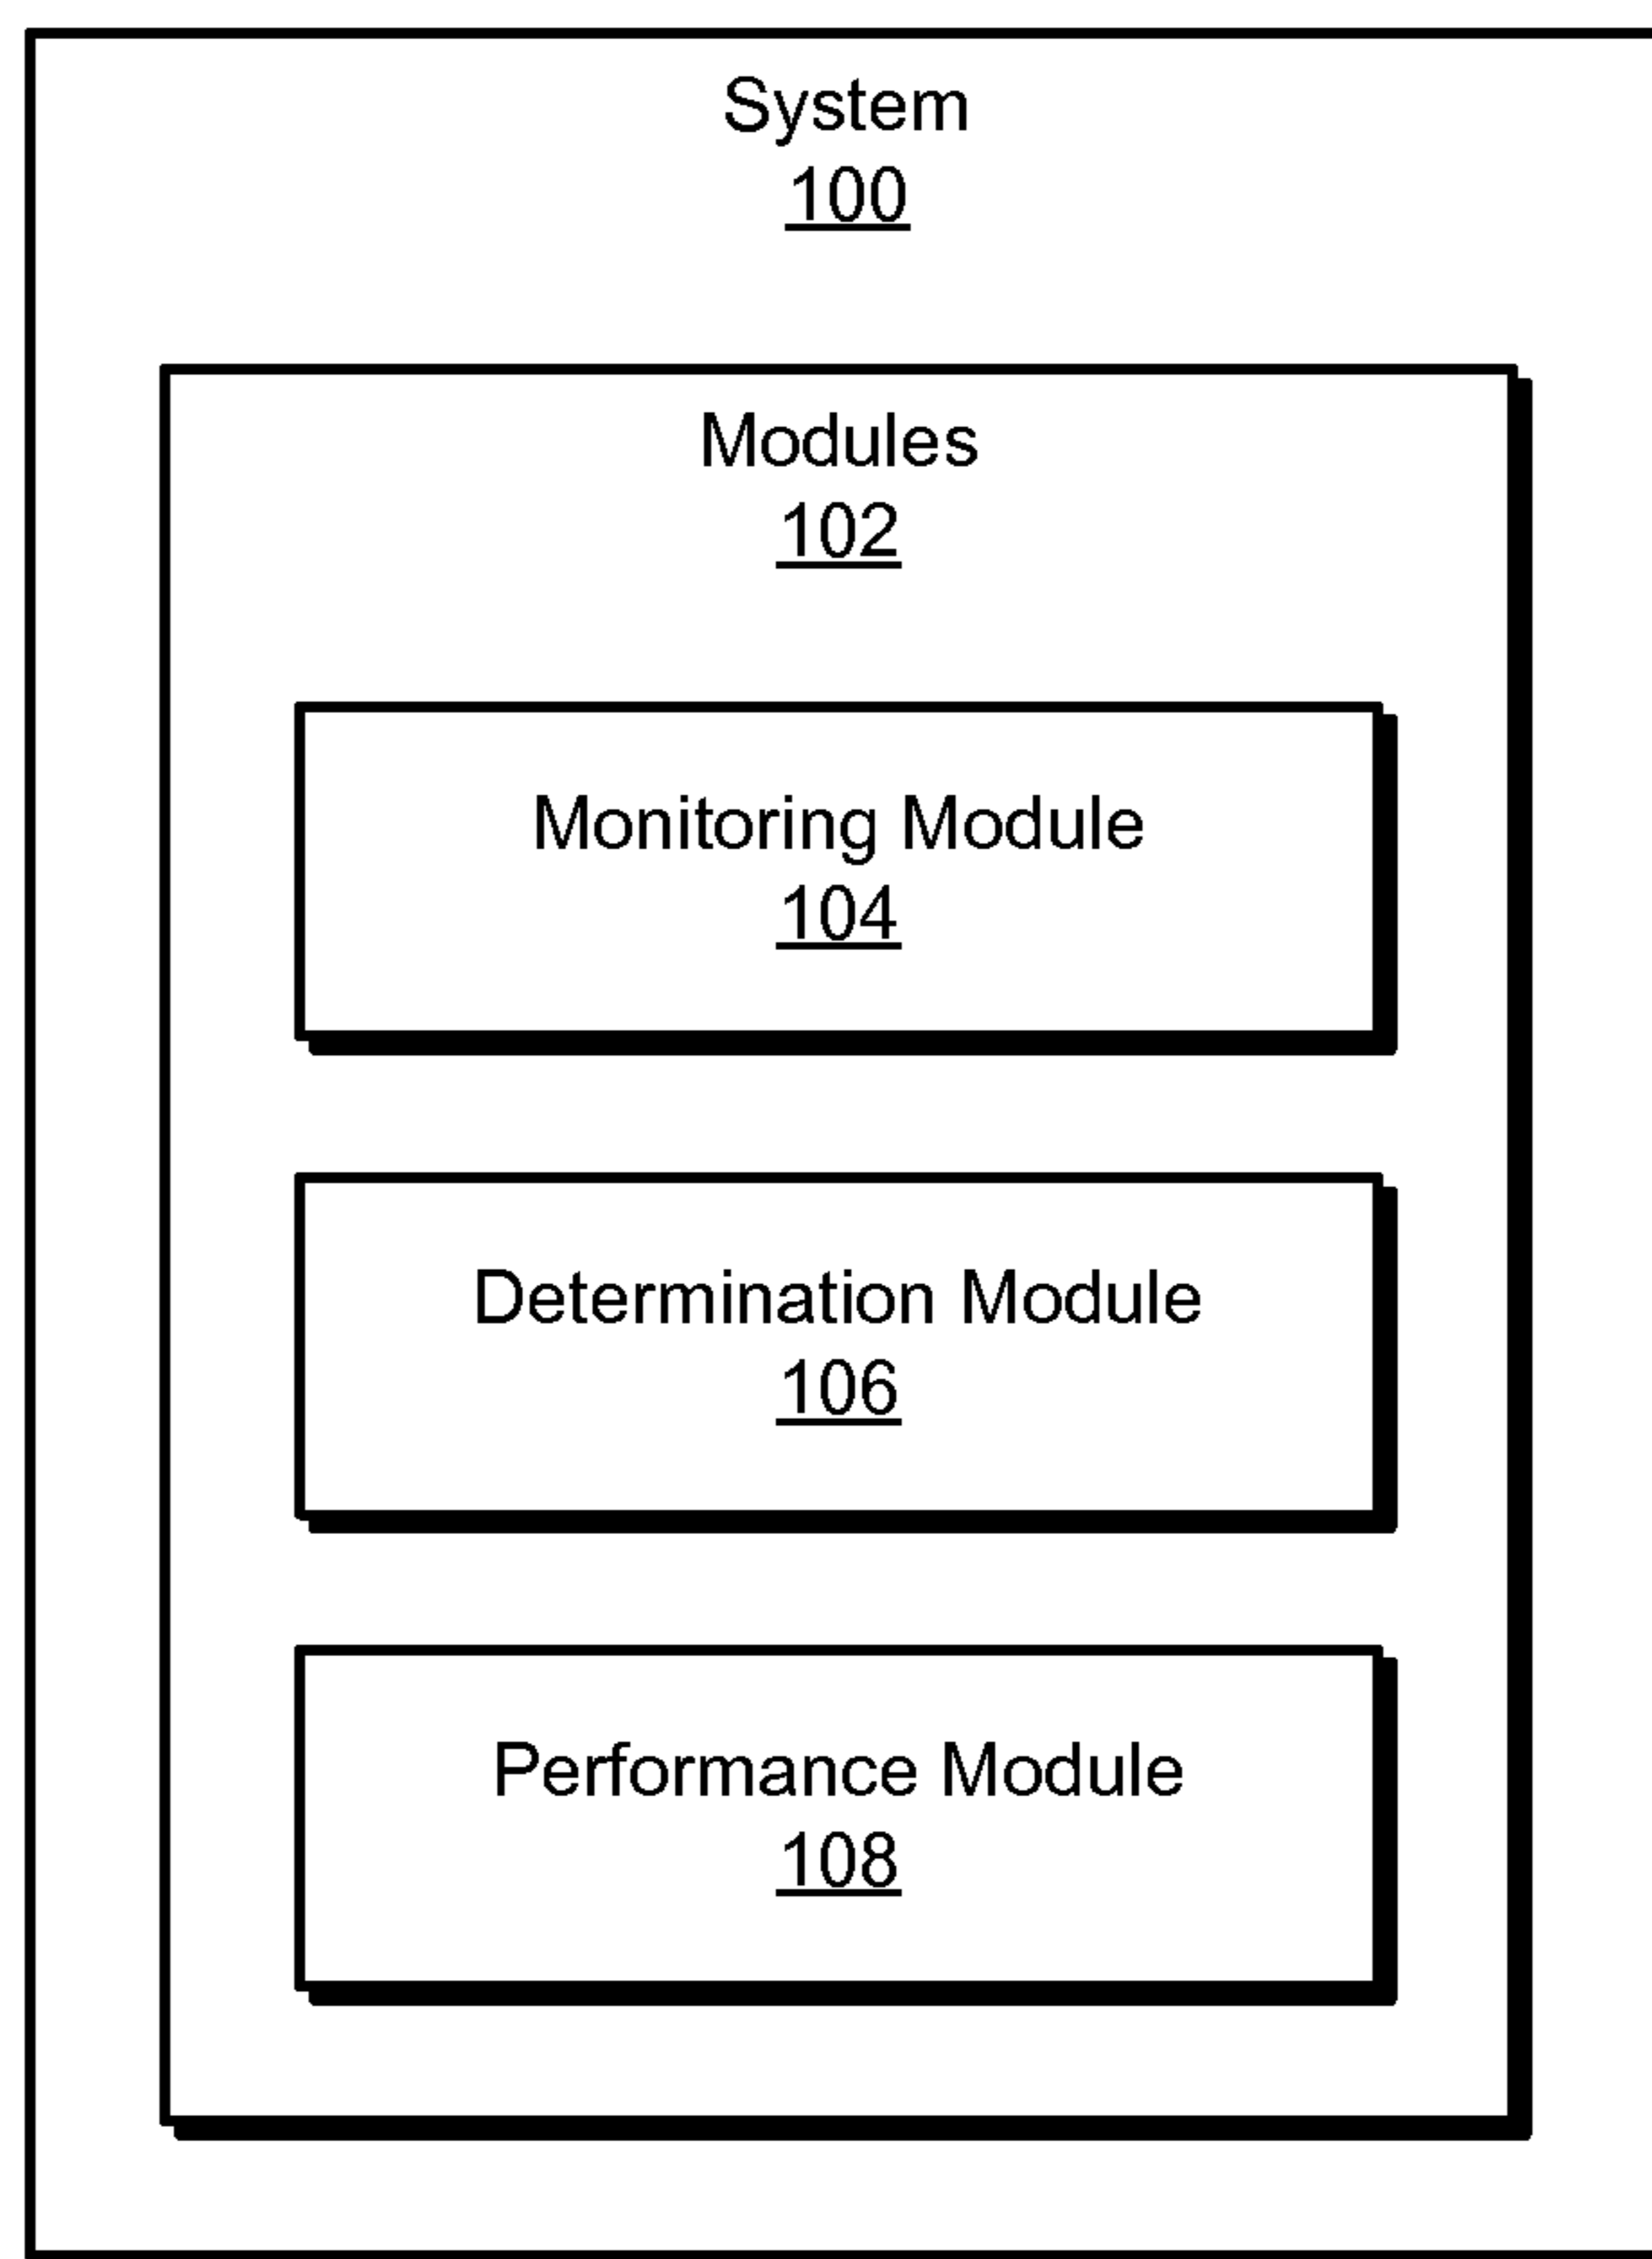 System
100
Modules
102
Monitoring Module
104
Determination Module
106
Performance Module
108